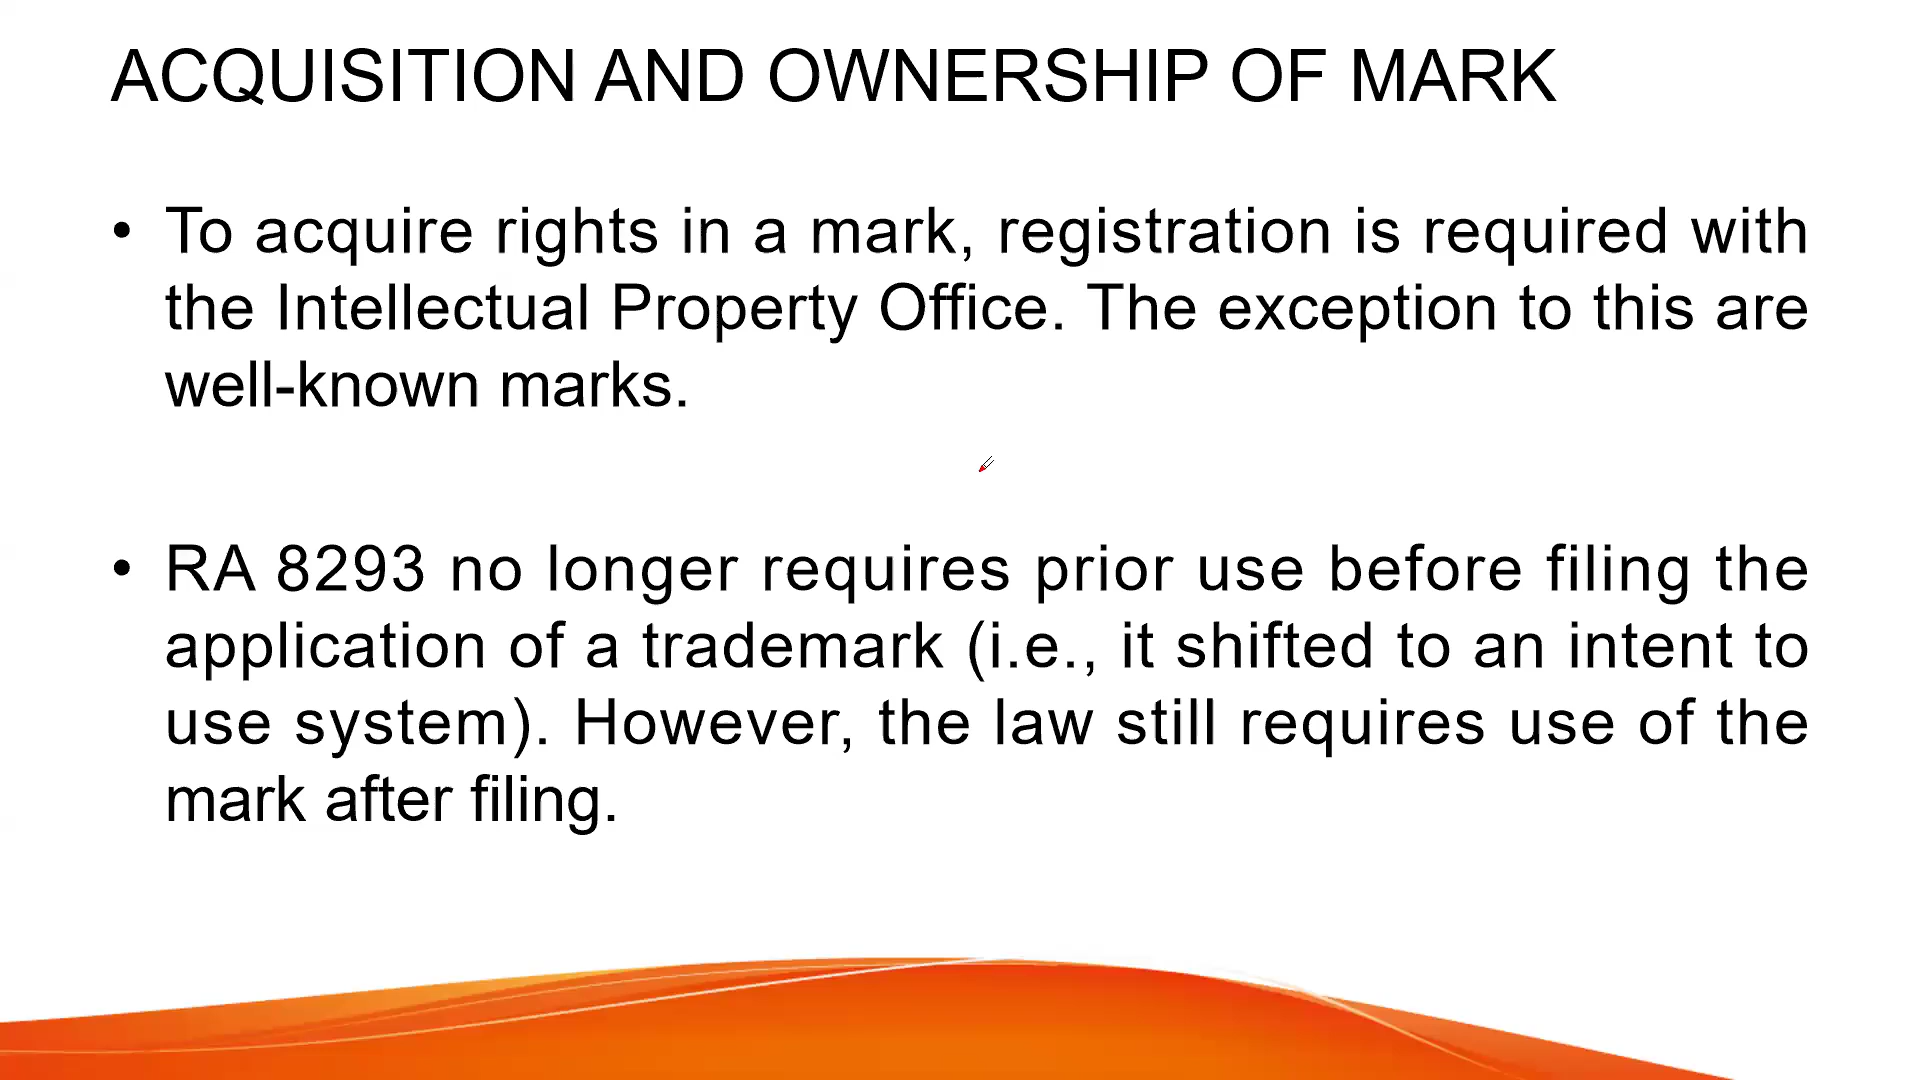 ACQUISITION AND OWNERSHIP OF MARK
• To acquire rights in a mark, registration is required with
the Intellectual Property Office. The exception to this are
well-known marks.
• RA 8293 no longer requires prior use before filing the
application of a trademark (i.e., it shifted to an intent to
use system). However, the law still requires use of the
mark after filing.